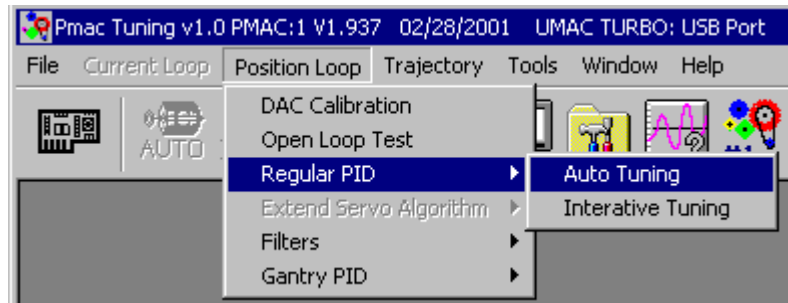 Pmac Tuning v1.0 PMAC:1 V1.937 02/28/2001 UMAC TURBO: USB Port
File Current Loop Position Loop Trajectory Tools Window Help
AUTO
DAC Calibration
Open Loop Test
Regular PID
Auto Tuning
Extend Servo Algorithm
Interative Tuning
Filters
Gantry PID